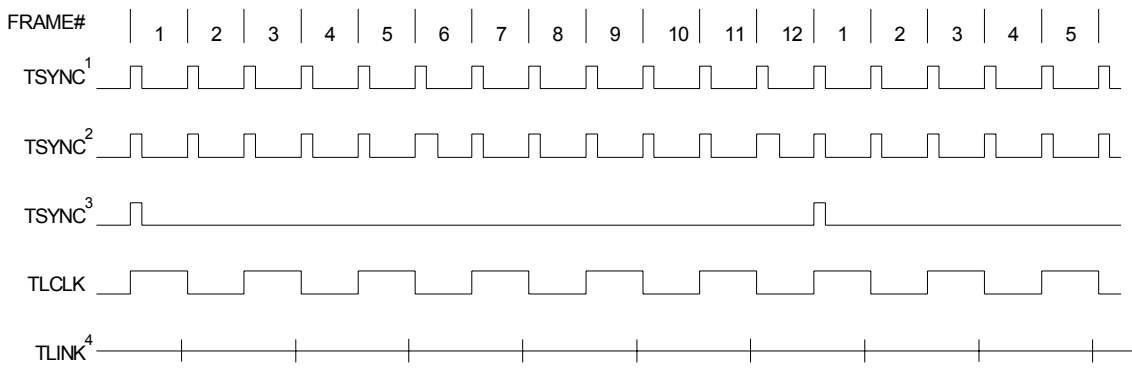 FRAME# 1 2 3 4 5 6 7 8 9 10 11 12 1 2 3 4 5
TSYNC1
TSYNC2
TSYNC3
TLCLK
TLINK4